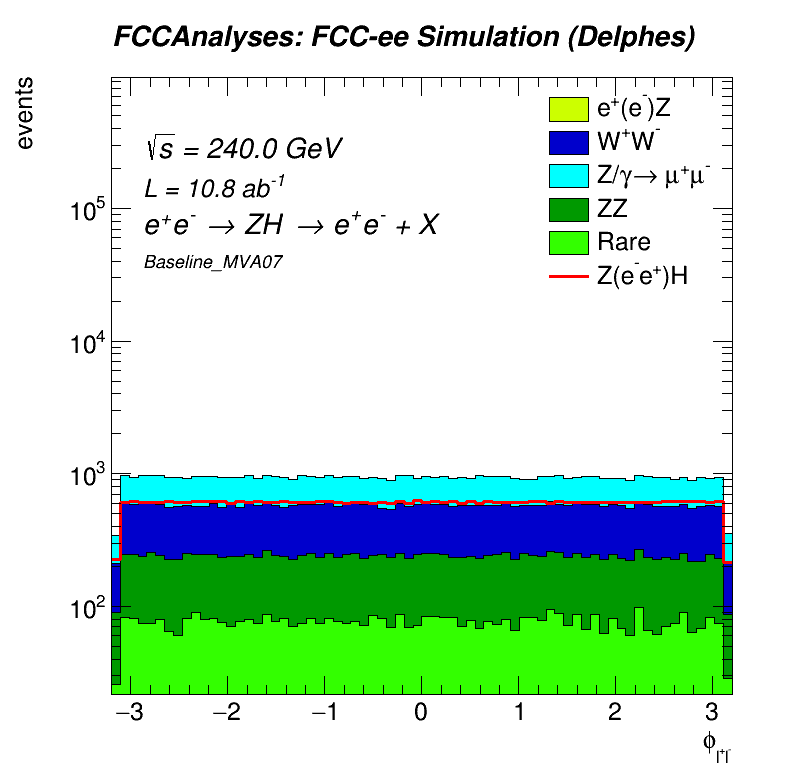 FCCAnalyses: FCC-ee Simulation (Delphes)
events
√s = 240.0 GeV
L = 10.8 ab⁻¹
e⁺e⁻ → ZH → e⁺e⁻ + X
Baseline_MVA07
e⁺(e⁻)Z
W⁺W⁻
Z/γ→ μ⁺μ⁻
ZZ
Rare
Z(e⁻e⁺)H
10⁵
10⁴
10³
10²
−3 −2 −1 0 1 2 3
ϕ_l⁺l⁻